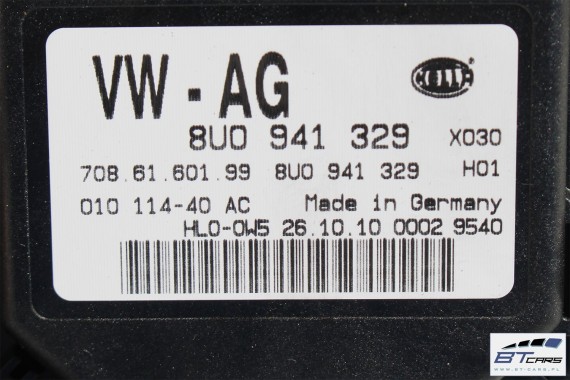 VW - AG
HELLA
8U0 941 329 X030
708.61.601.99 8U0 941 329 H01
010 114-40 AC Made in Germany
HL0-0W5 26.10.10 0002 9540
BT CARS
WWW.BT-CARS.PL